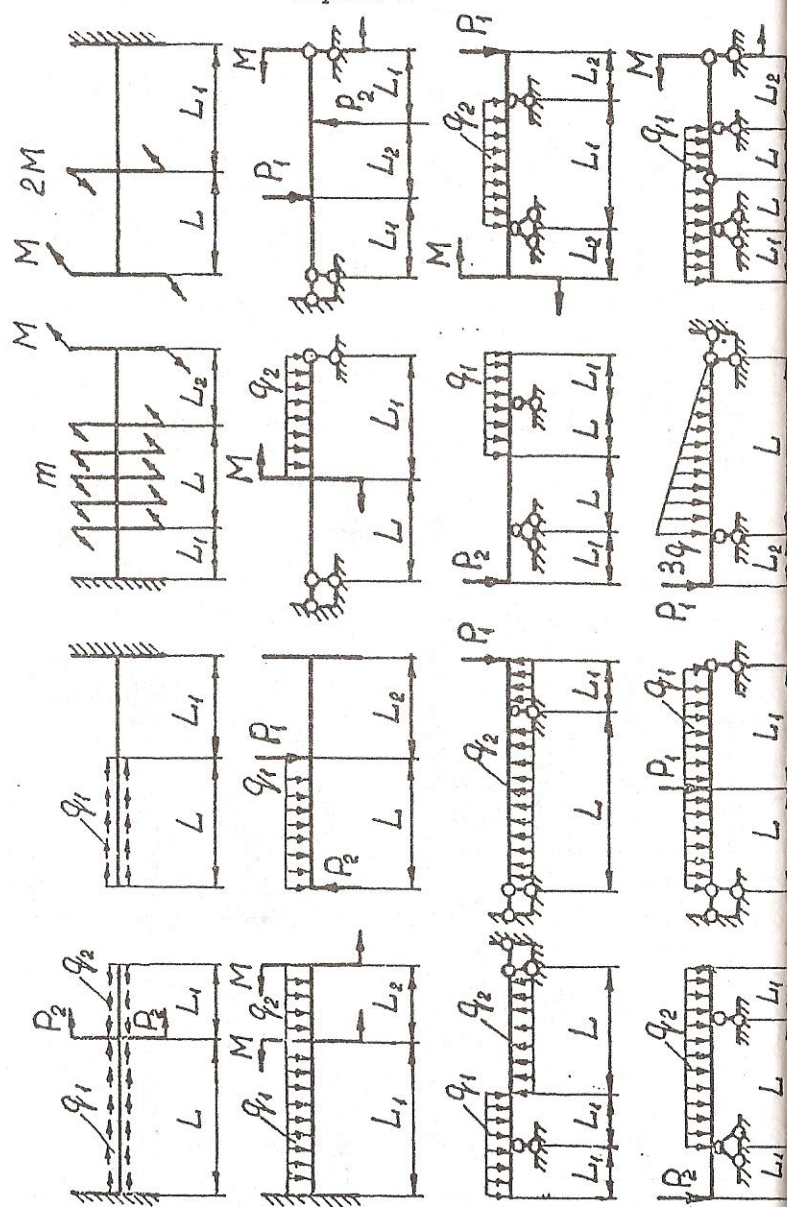 M 2M
L L₁
P₁ P₂ M
L₁ L₂ L₁
M q₂ P₁
L₂ L₁ L₂
q₁ M
L₁ L L L₂
m M
L₁ L L₂
M q₂
L L₁
P₂ q₁
L₁ L L₁ L₁
P₁ 3q
L₂ L
q₁
L L₁
q₁ P₁ P₂
L L₂
q₂ P₁
L L₁
P₁ q₁
L L₁
q₁ P₂ P₂ q₂
L L₁
q₁ M q₂ M
L₁ L₂
q₁ q₂
L₁ L₁ L
P₂ q₂
L L₁